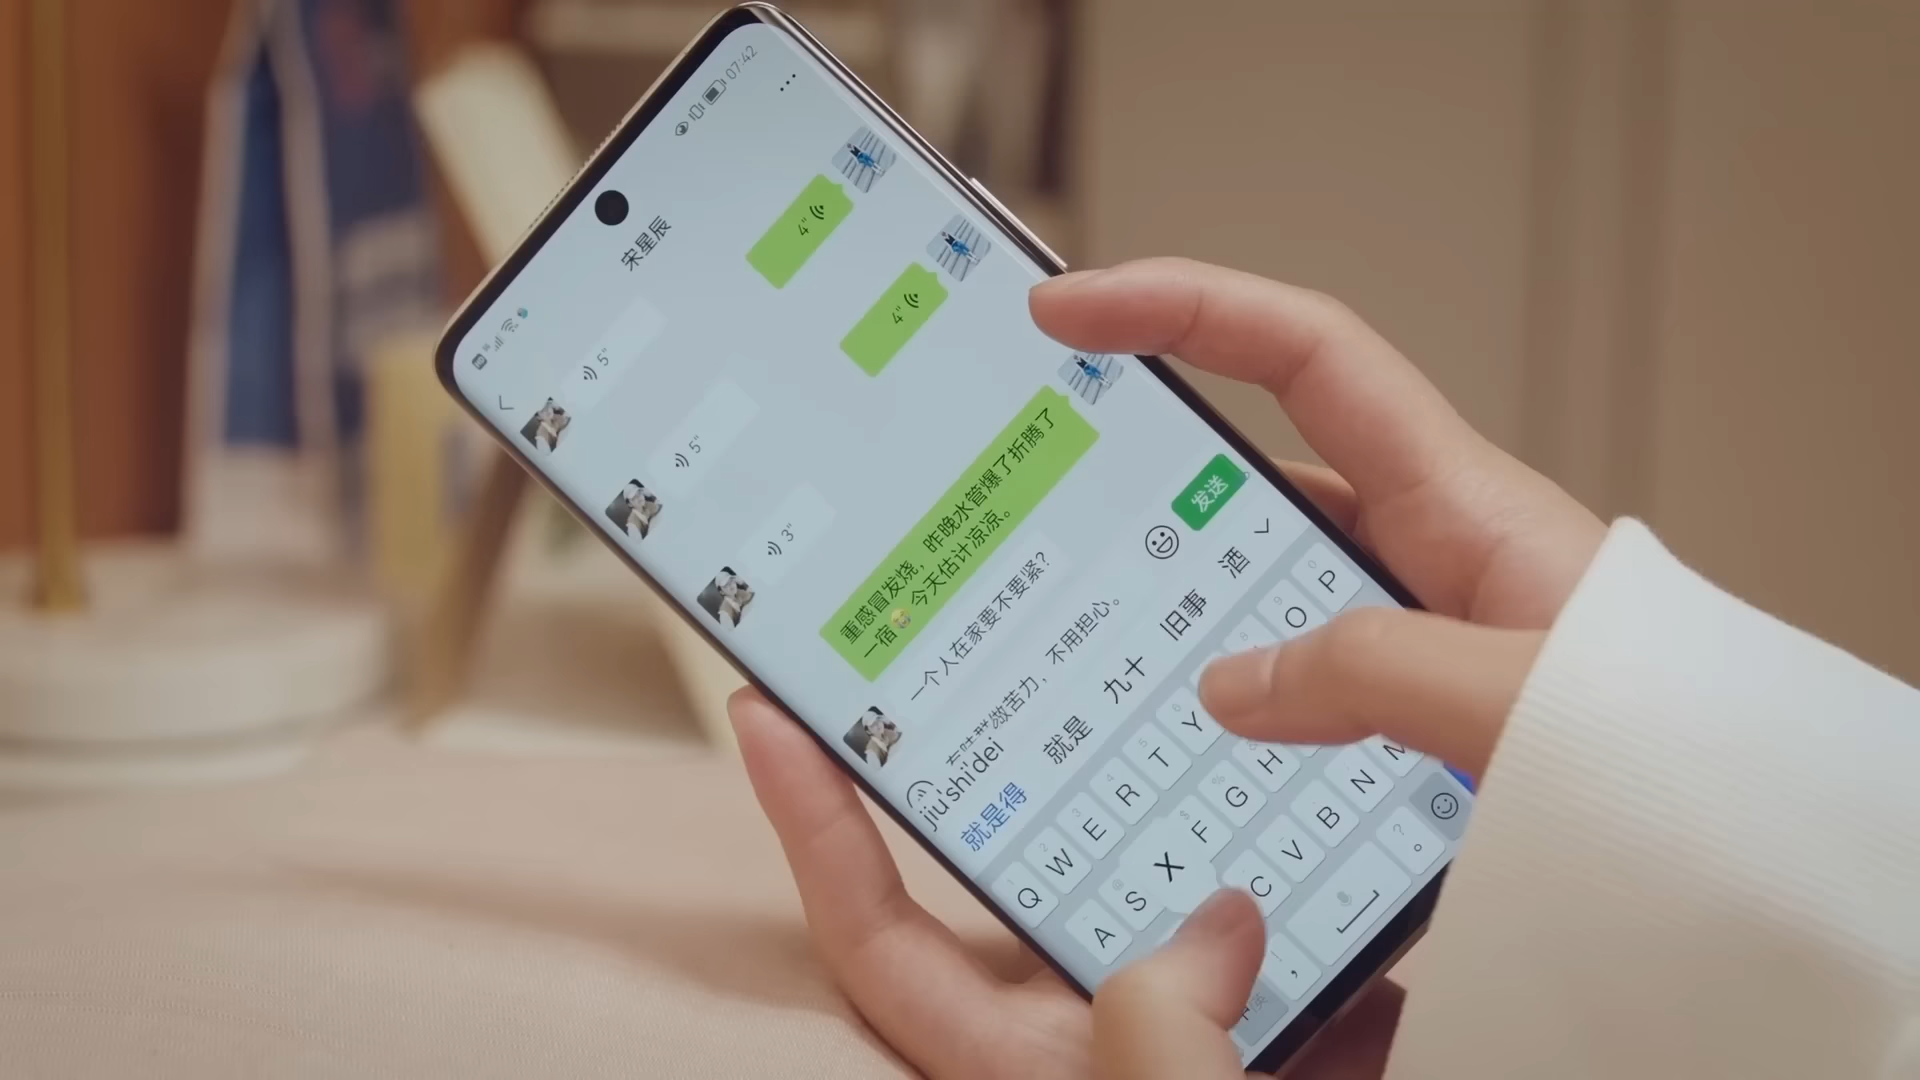 07:42
宋星辰
4"
4"
5"
5"
3"
重感冒发烧，昨晚水管爆了折腾了
一宿😭今天估计凉凉。
一个人在家要不要紧？
做苦力，不用担心。
发送
jiu'shi'dei
就是得 就是 九十 旧事 酒
Q W E R T Y O P
A S X F G H
C V B N M
， 。 ?